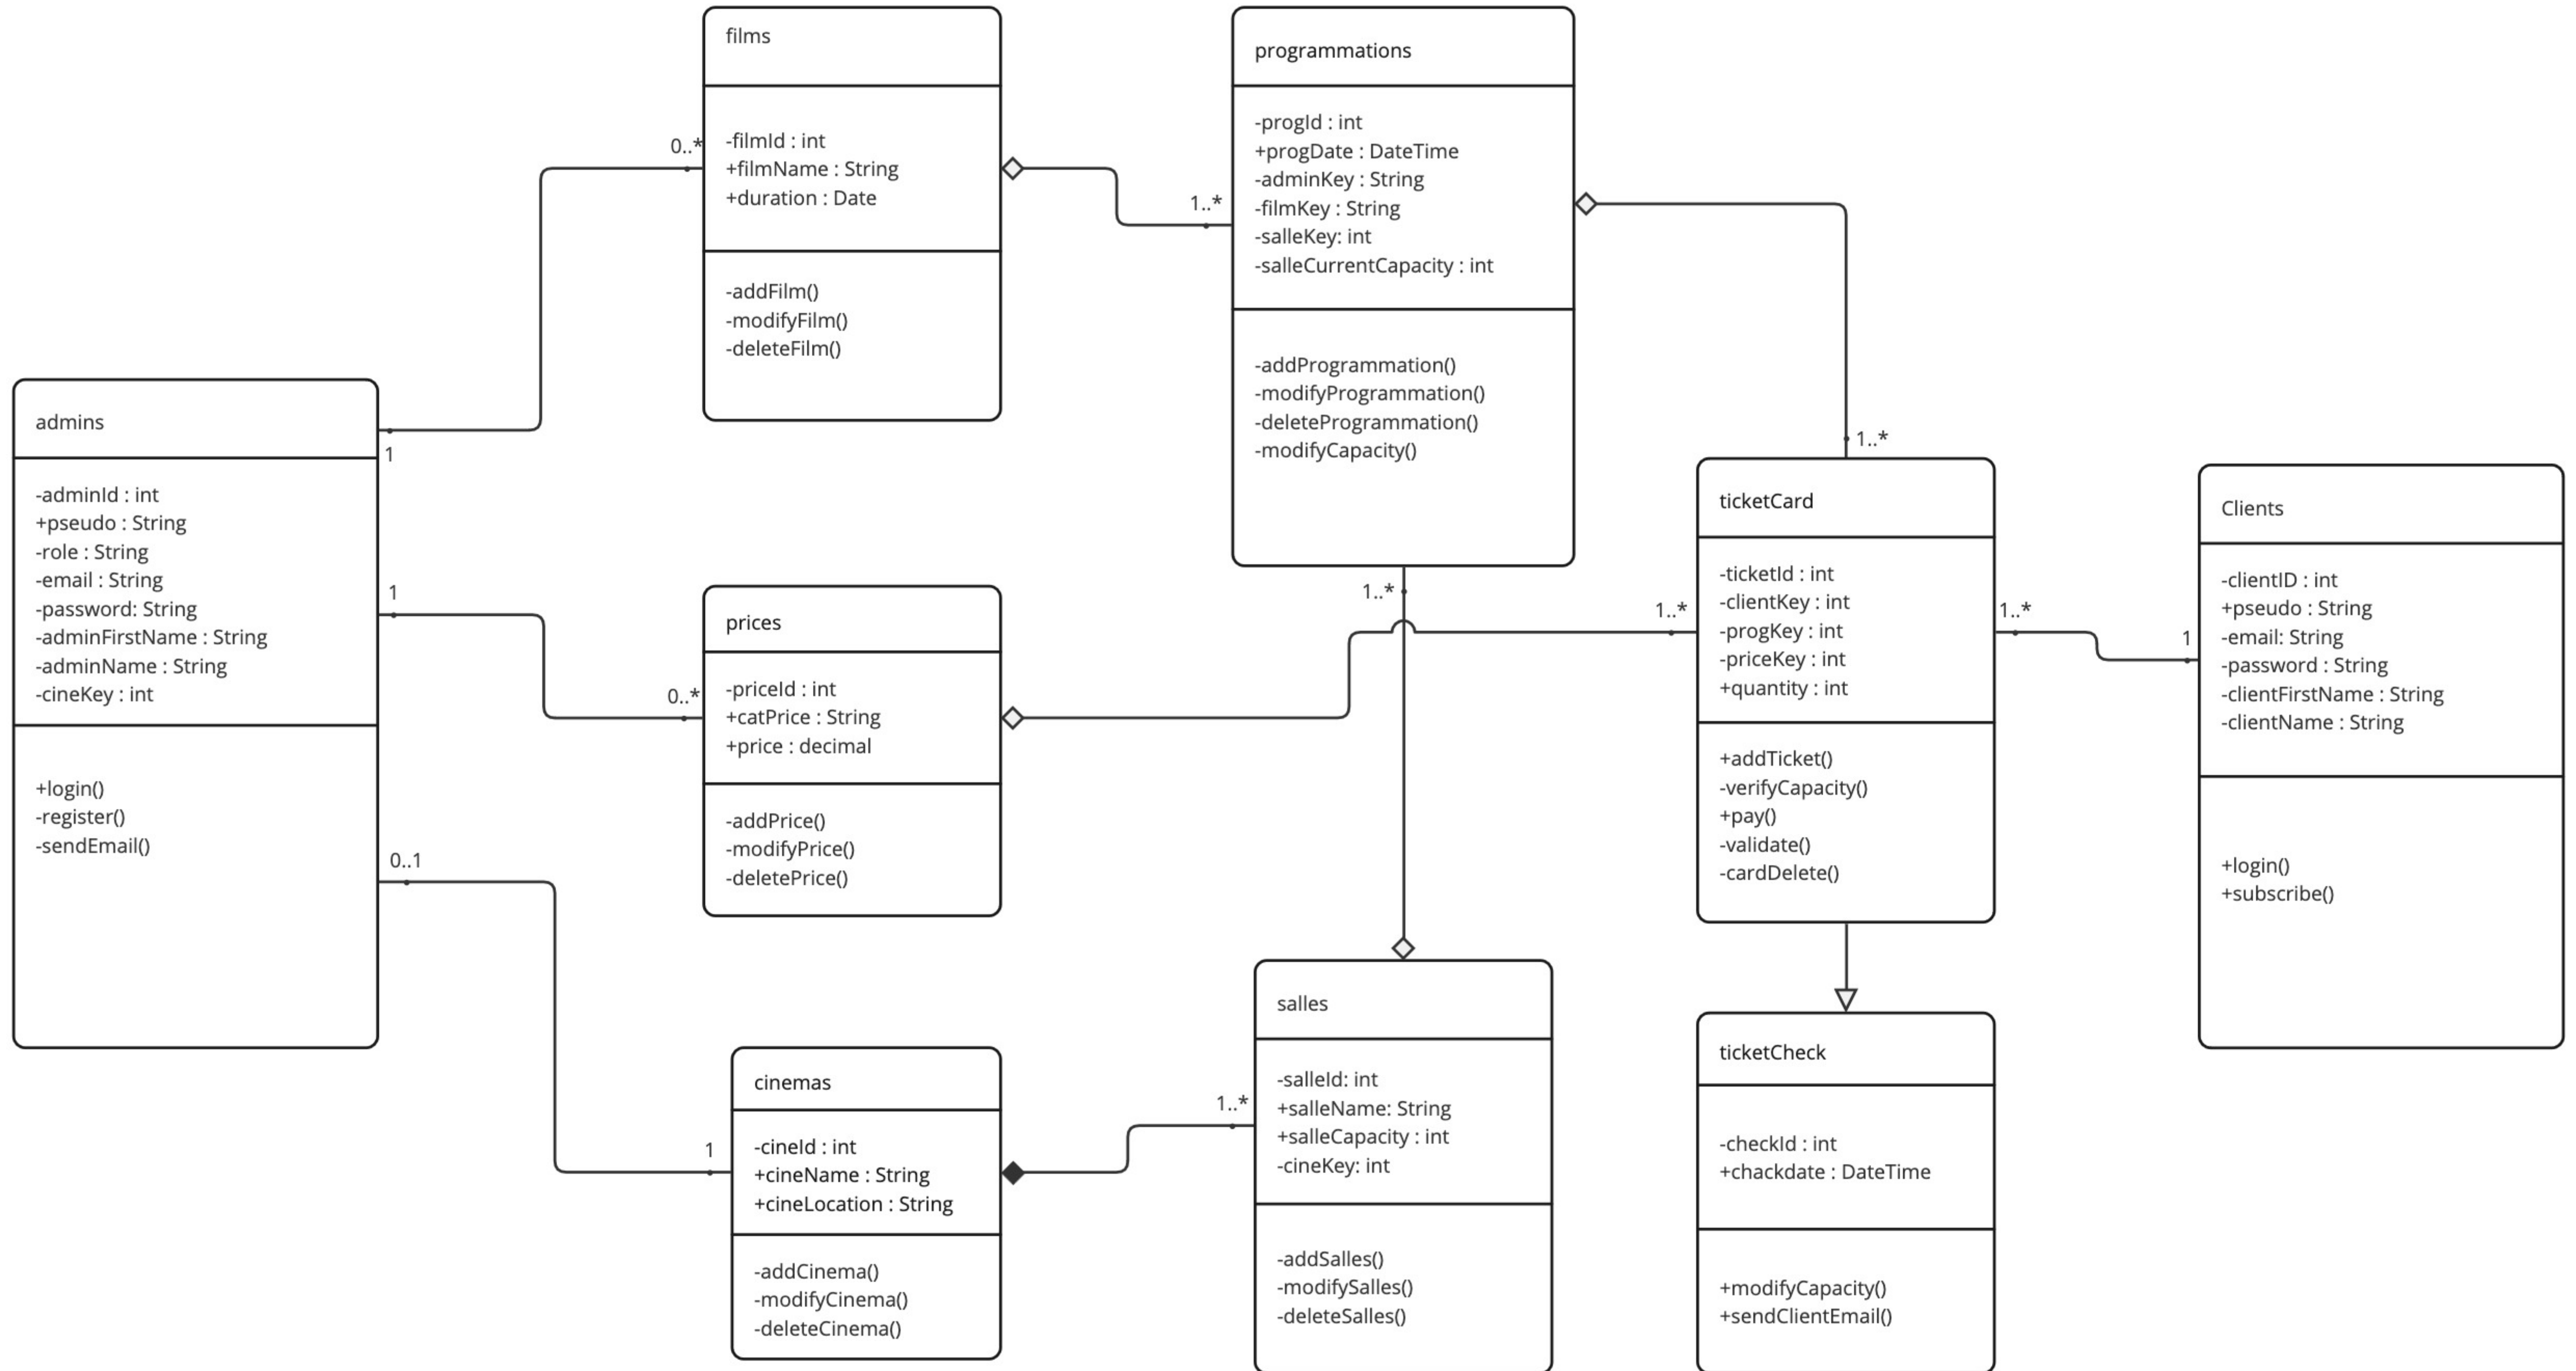 films
-filmId : int
+filmName : String
+duration : Date
-addFilm()
-modifyFilm()
-deleteFilm()
programmations
-progId : int
+progDate : DateTime
-adminKey : String
-filmKey : String
-salleKey: int
-salleCurrentCapacity : int
-addProgrammation()
-modifyProgrammation()
-deleteProgrammation()
-modifyCapacity()
0..*
1..*
1..*
1
admins
-adminId : int
+pseudo : String
-role : String
-email : String
-password: String
-adminFirstName : String
-adminName : String
-cineKey : int
+login()
-register()
-sendEmail()
1
0..*
0..1
1
prices
-priceId : int
+catPrice : String
+price : decimal
-addPrice()
-modifyPrice()
-deletePrice()
1..*
1..*
ticketCard
-ticketId : int
-clientKey : int
-progKey : int
-priceKey : int
+quantity : int
+addTicket()
-verifyCapacity()
+pay()
-validate()
-cardDelete()
1..*
1
Clients
-clientID : int
+pseudo : String
-email: String
-password : String
-clientFirstName : String
-clientName : String
+login()
+subscribe()
cinemas
-cineId : int
+cineName : String
+cineLocation : String
-addCinema()
-modifyCinema()
-deleteCinema()
1..*
salles
-salleId: int
+salleName: String
+salleCapacity : int
-cineKey: int
-addSalles()
-modifySalles()
-deleteSalles()
ticketCheck
-checkId : int
+chackdate : DateTime
+modifyCapacity()
+sendClientEmail()